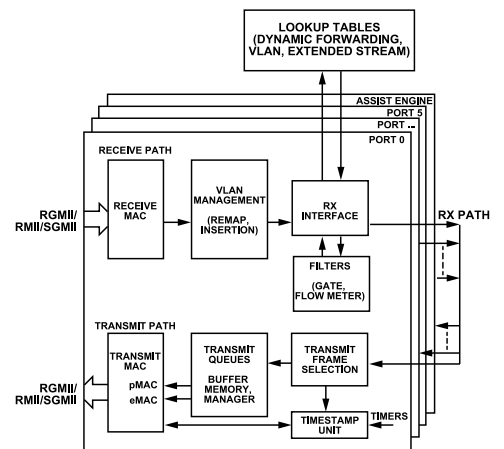 LOOKUP TABLES
(DYNAMIC FORWARDING,
VLAN, EXTENDED STREAM)
ASSIST ENGINE
PORT 5
PORT ...
PORT 0
RECEIVE PATH
RECEIVE
MAC
VLAN
MANAGEMENT
(REMAP,
INSERTION)
RX
INTERFACE
RX PATH
RGMII/
RMII/SGMII
FILTERS
(GATE,
FLOW METER)
TRANSMIT PATH
TRANSMIT
MAC
pMAC
eMAC
TRANSMIT
QUEUES
BUFFER
MEMORY,
MANAGER
TRANSMIT
FRAME
SELECTION
RGMII/
RMII/SGMII
TIMESTAMP
UNIT
TIMERS